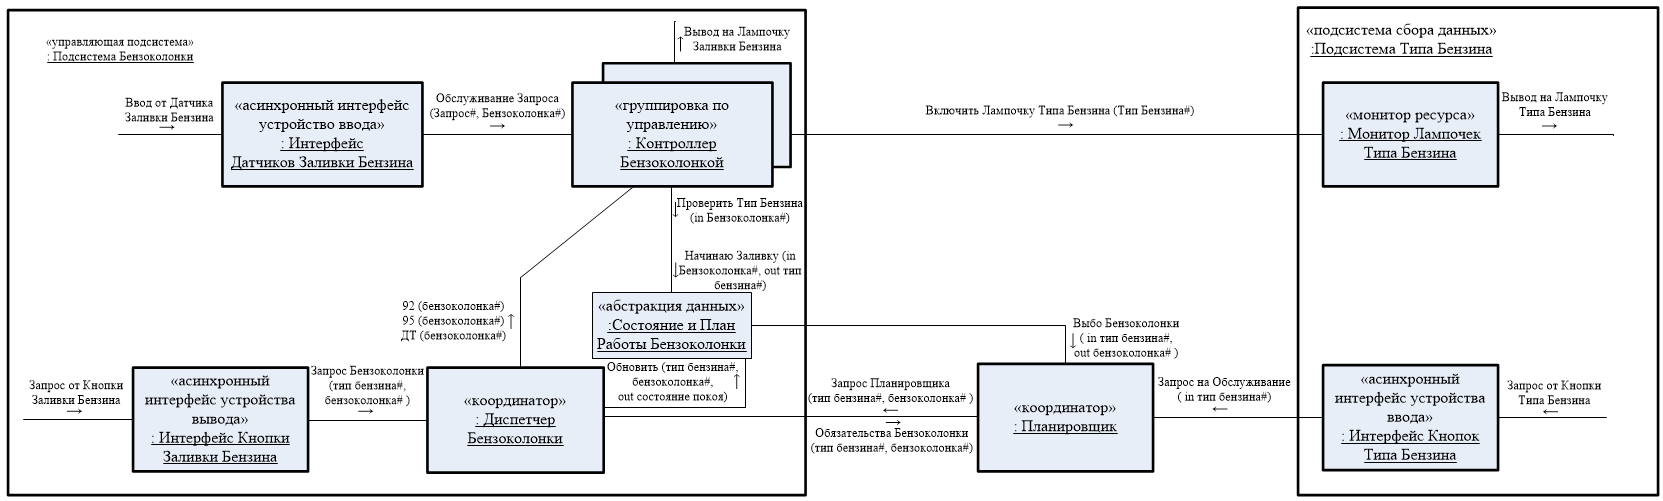 «управляющая подсистема»
: Подсистема Бензоколонки
Вывод на Лампочку
Заливки Бензина
«подсистема сбора данных»
:Подсистема Типа Бензина
Ввод от Датчика
Заливки Бензина
«асинхронный интерфейс
устройство ввода»
: Интерфейс
Датчиков Заливки Бензина
Обслуживание Запроса
(Запрос#, Бензоколонка#)
«группировка по
управлению»
: Контроллер
Бензоколонкой
Включить Лампочку Типа Бензина (Тип Бензина#)
«монитор ресурса»
: Монитор Лампочек
Типа Бензина
Вывод на Лампочку
Типа Бензина
Проверить Тип Бензина
(in Бензоколонка#)
Начинаю Заливку (in
Бензоколонка#, out тип
бензина#)
92 (бензоколонка#)
95 (бензоколонка#)
ДТ (бензоколонка#)
«абстракция данных»
:Состояние и План
Работы Бензоколонки
Выбо Бензоколонки
( in тип бензина#,
out бензоколонка# )
Запрос от Кнопки
Заливки Бензина
«асинхронный
интерфейс устройства
вывода»
: Интерфейс Кнопки
Заливки Бензина
Запрос Бензоколонки
(тип бензина#,
бензоколонка# )
«координатор»
: Диспетчер
Бензоколонки
Обновить (тип бензина#,
бензоколонка#,
out состояние покоя)
Запрос Планировщика
(тип бензина#, бензоколонка# )
Обязательства Бензоколонки
(тип бензина#, бензоколонка#)
«координатор»
: Планировщик
Запрос на Обслуживание
( in тип бензина#)
«асинхронный
интерфейс устройства
ввода»
: Интерфейс Кнопок
Типа Бензина
Запрос от Кнопки
Типа Бензина